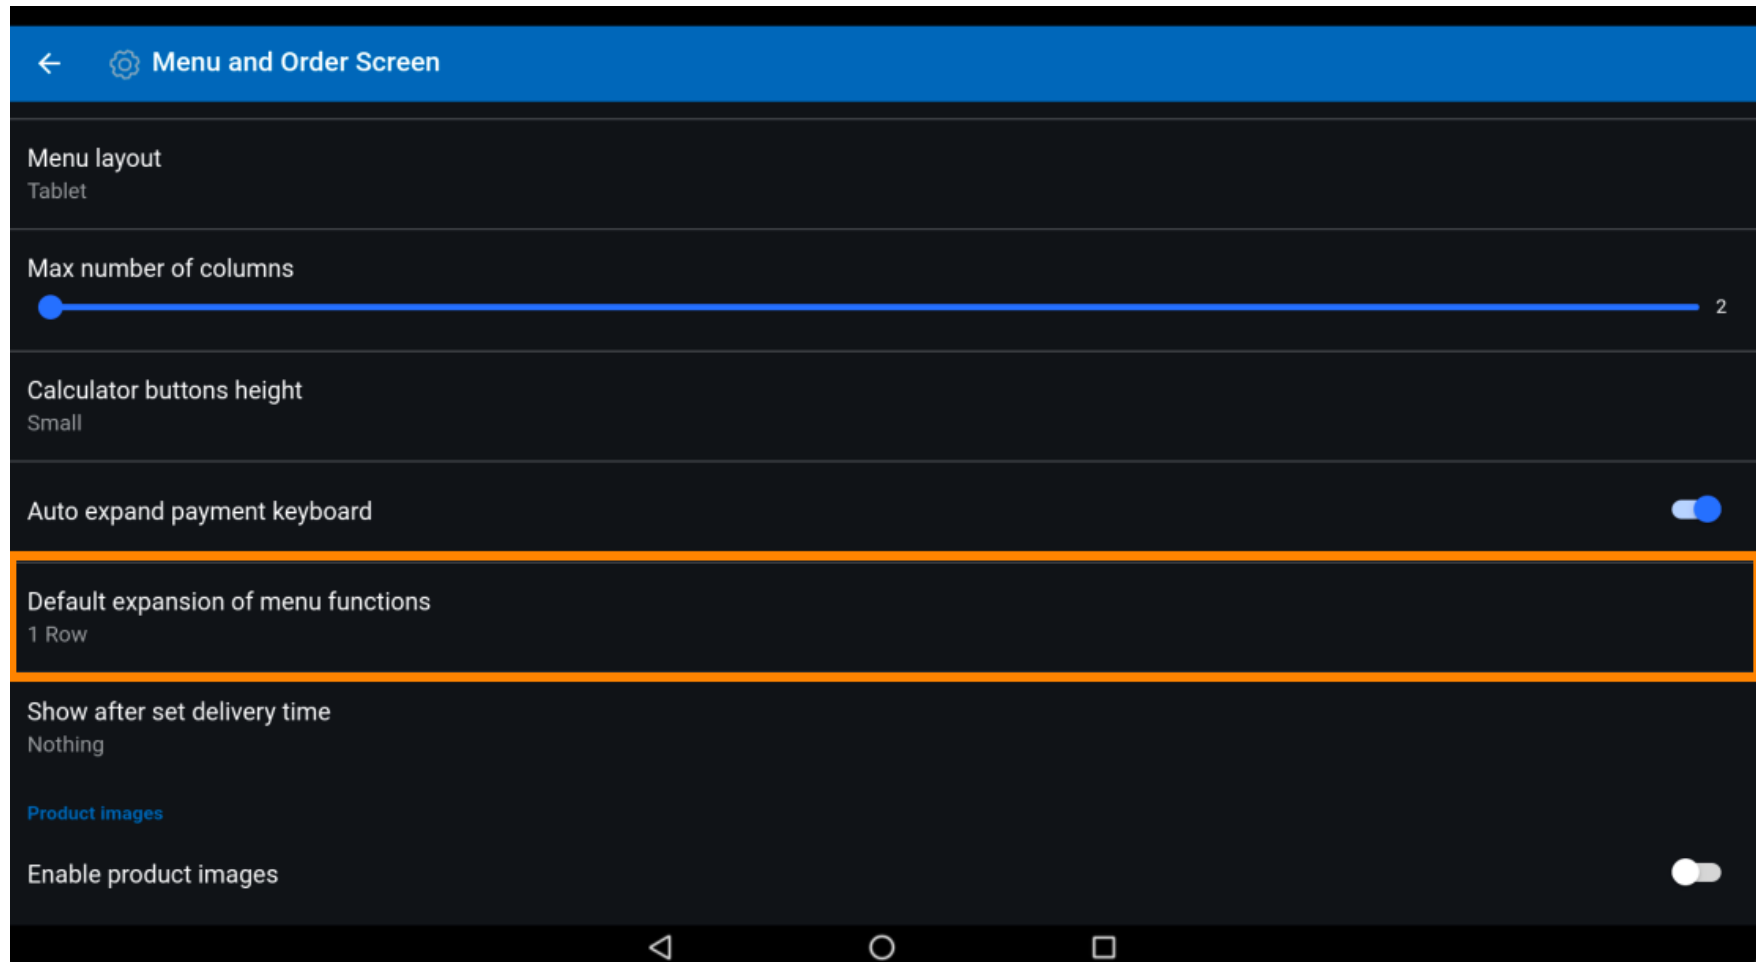 Menu and Order Screen
Menu layout
Tablet
Max number of columns
2
Calculator buttons height
Small
Auto expand payment keyboard
Default expansion of menu functions
1 Row
Show after set delivery time
Nothing
Product images
Enable product images